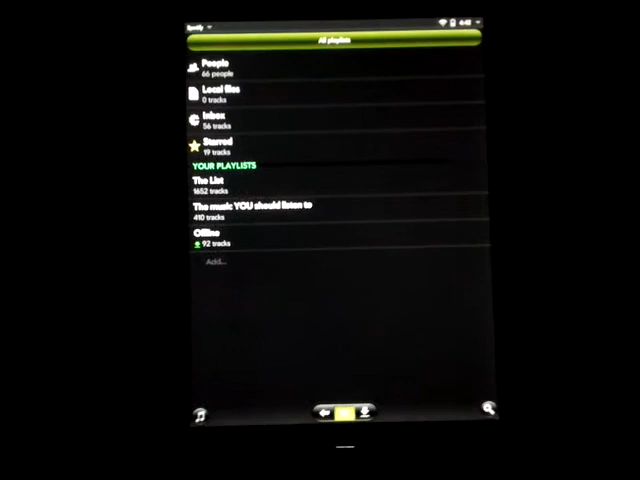 Spotify
All playlists
People
66 people
Local files
0 tracks
Inbox
56 tracks
Starred
19 tracks
YOUR PLAYLISTS
The List
1652 tracks
The music YOU should listen to
410 tracks
Offline
92 tracks
Add...